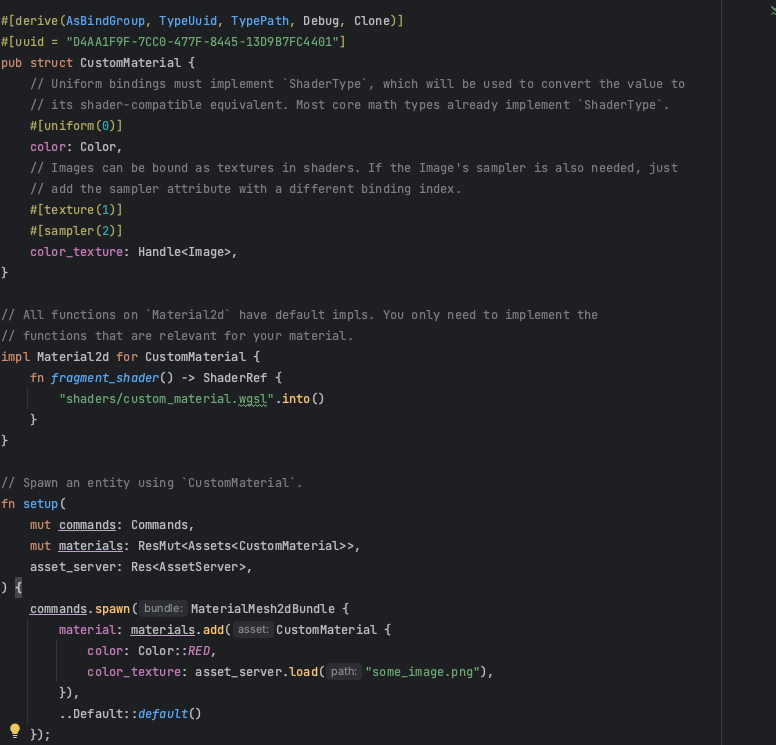 #[derive(AsBindGroup, TypeUuid, TypePath, Debug, Clone)]
#[uuid = "D4AA1F9F-7CC0-477F-8445-13D9B7FC4401"]
pub struct CustomMaterial {
    // Uniform bindings must implement `ShaderType`, which will be used to convert the value to
    // its shader-compatible equivalent. Most core math types already implement `ShaderType`.
    #[uniform(0)]
    color: Color,
    // Images can be bound as textures in shaders. If the Image's sampler is also needed, just
    // add the sampler attribute with a different binding index.
    #[texture(1)]
    #[sampler(2)]
    color_texture: Handle<Image>,
}

// All functions on `Material2d` have default impls. You only need to implement the
// functions that are relevant for your material.
impl Material2d for CustomMaterial {
    fn fragment_shader() -> ShaderRef {
        "shaders/custom_material.wgsl".into()
    }
}

// Spawn an entity using `CustomMaterial`.
fn setup(
    mut commands: Commands,
    mut materials: ResMut<Assets<CustomMaterial>>,
    asset_server: Res<AssetServer>,
) {
    commands.spawn( bundle: MaterialMesh2dBundle {
        material: materials.add( asset: CustomMaterial {
            color: Color::RED,
            color_texture: asset_server.load( path: "some_image.png"),
        }),
        ..Default::default()
    });